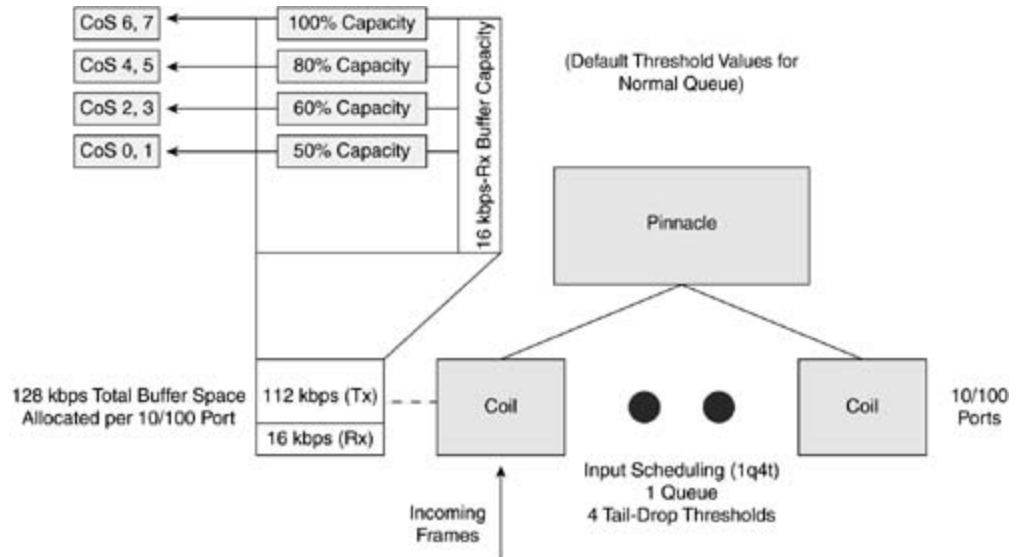 CoS 6, 7
100% Capacity
CoS 4, 5
80% Capacity
CoS 2, 3
60% Capacity
CoS 0, 1
50% Capacity
16 kbps-Rx Buffer Capacity
(Default Threshold Values for
Normal Queue)
Pinnacle
128 kbps Total Buffer Space
Allocated per 10/100 Port
112 kbps (Tx)
16 kbps (Rx)
Coil
Coil
10/100
Ports
Input Scheduling (1q4t)
1 Queue
4 Tail-Drop Thresholds
Incoming
Frames